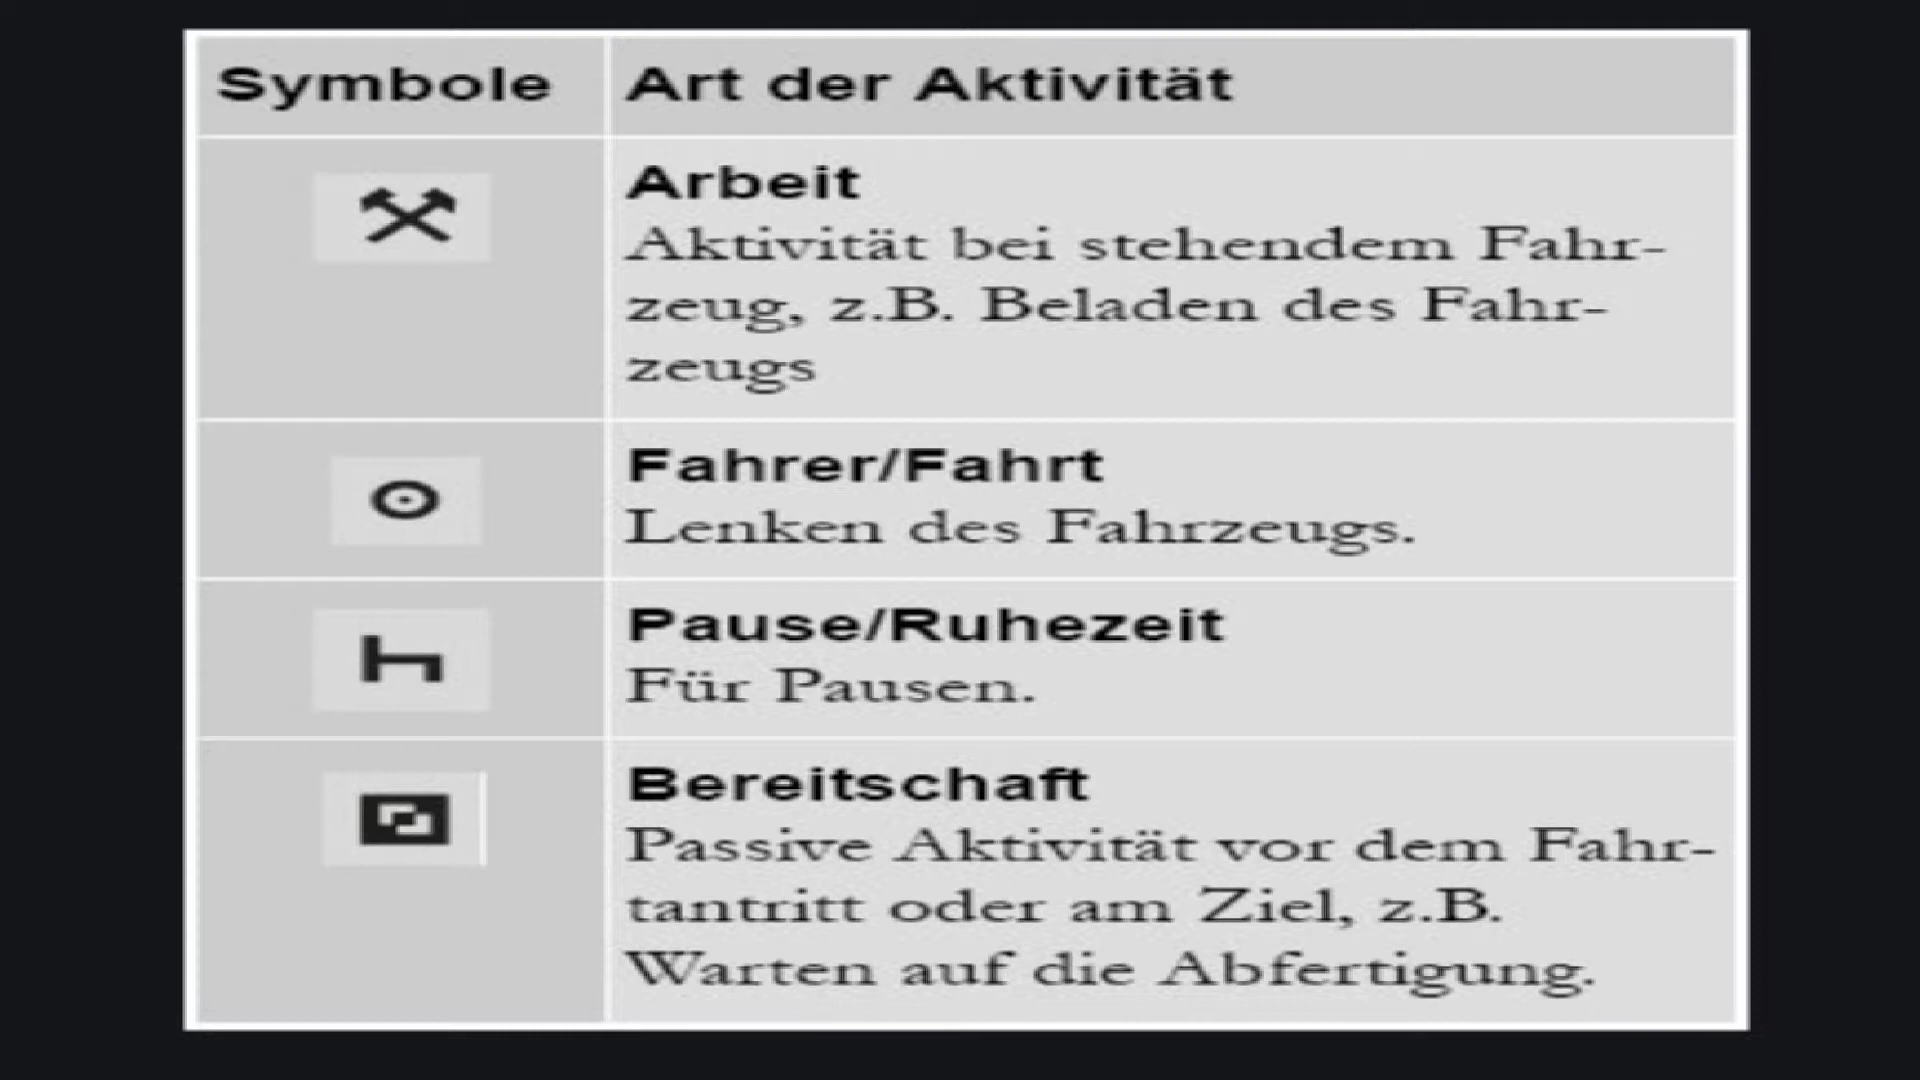 Symbole
Art der Aktivität
Arbeit
Aktivität bei stehendem Fahr-
zeug, z.B. Beladen des Fahr-
zeugs
Fahrer/Fahrt
Lenken des Fahrzeugs.
Pause/Ruhezeit
Für Pausen.
Bereitschaft
Passive Aktivität vor dem Fahr-
tantritt oder am Ziel, z.B.
Warten auf die Abfertigung.